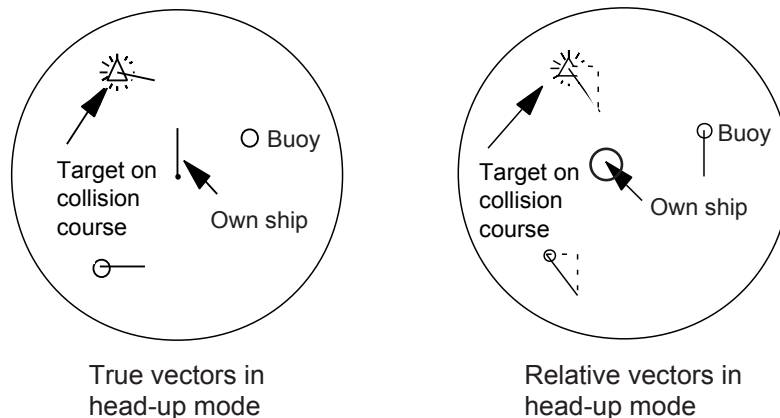 Buoy
Target on
collision
course
Own ship
True vectors in
head-up mode
Buoy
Target on
collision
course
Own ship
Relative vectors in
head-up mode